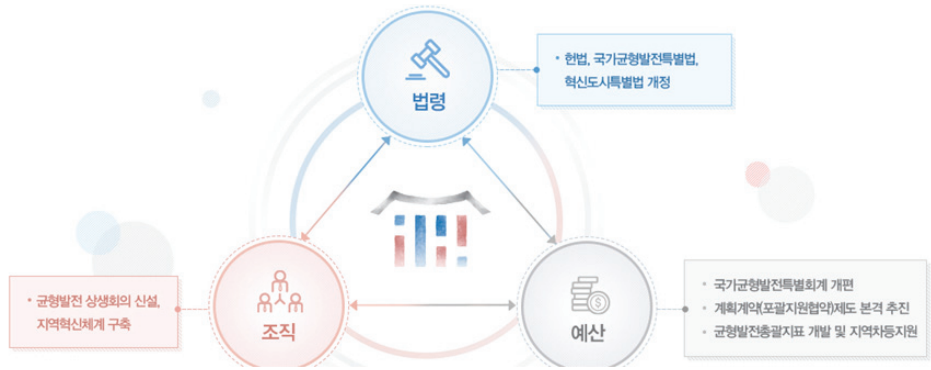 법령
• 헌법, 국가균형발전특별법,
혁신도시특별법 개정
조직
• 균형발전 상생회의 신설,
지역혁신체계 구축
예산
• 국가균형발전특별회계 개편
• 계획계약(포괄지원협약)제도 본격 추진
• 균형발전총괄지표 개발 및 지역차등지원